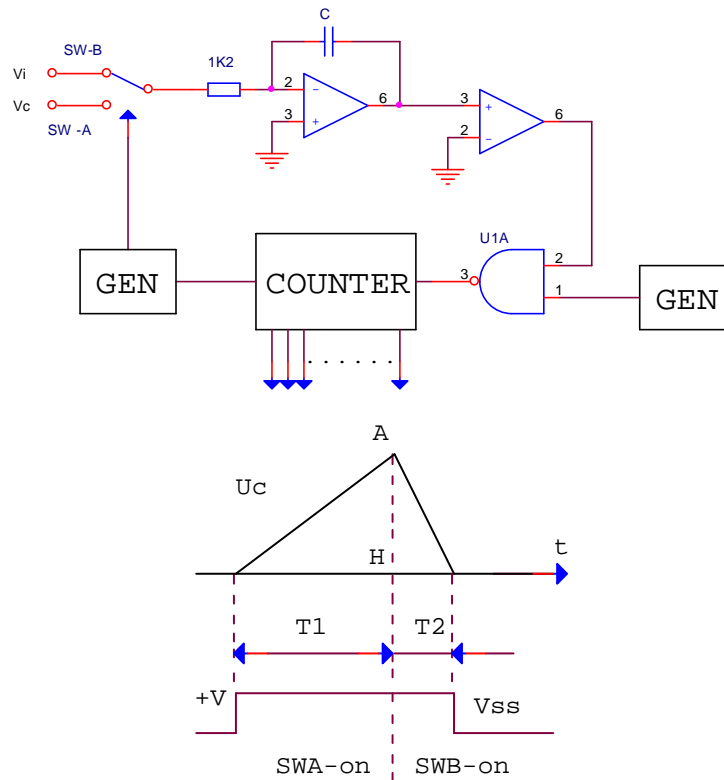 C
SW-B
1K2
Vi
Vc
SW -A
2
3
6
3
2
6
U1A
GEN
COUNTER
3
2
1
GEN
. . . . . .
A
Uc
H
t
T1
T2
+V
Vss
SWA-on
SWB-on